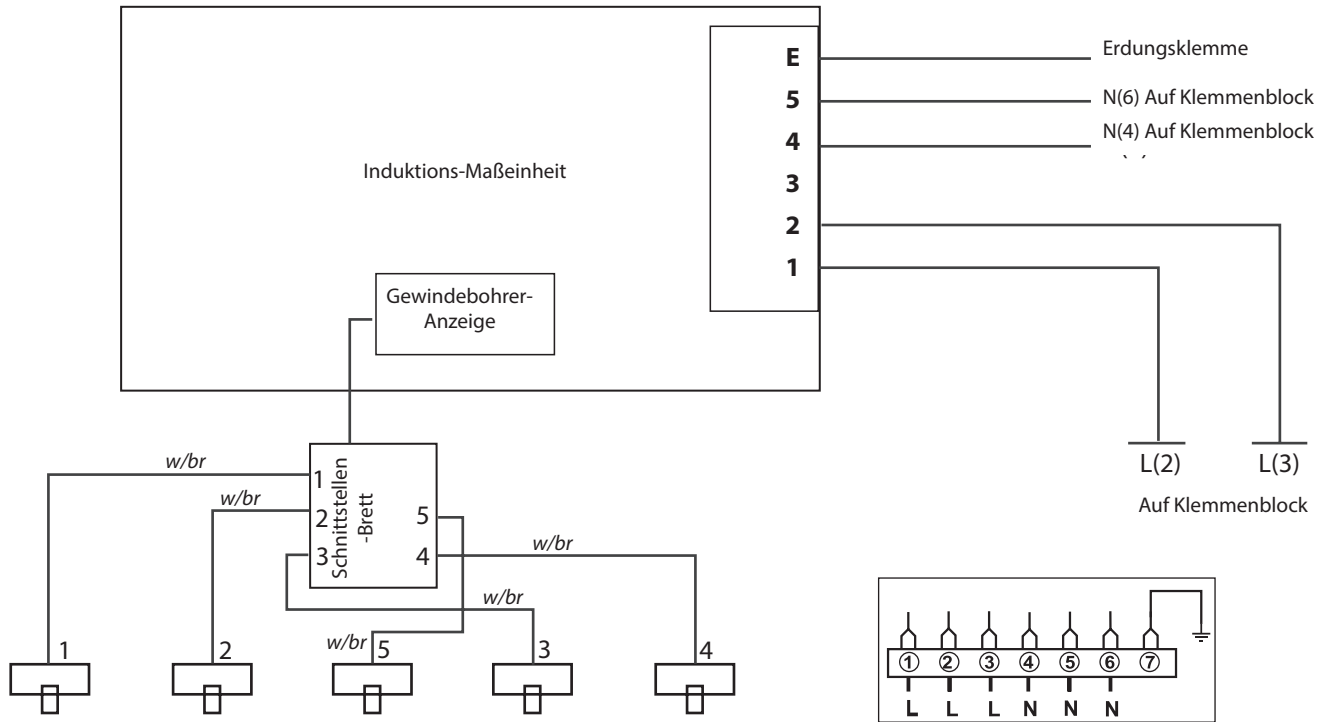 E
Erdungsklemme
5
N(6) Auf Klemmenblock
4
N(4) Auf Klemmenblock
3
2
1
Induktions-Maßeinheit
Gewindebohrer-
Anzeige
L(2)
L(3)
Auf Klemmenblock
Schnittstellen
-Brett
1
2
3
5
4
w/br
w/br
w/br
w/br
w/br
1
2
5
3
4
1 2 3 4 5 6 7
L L L N N N